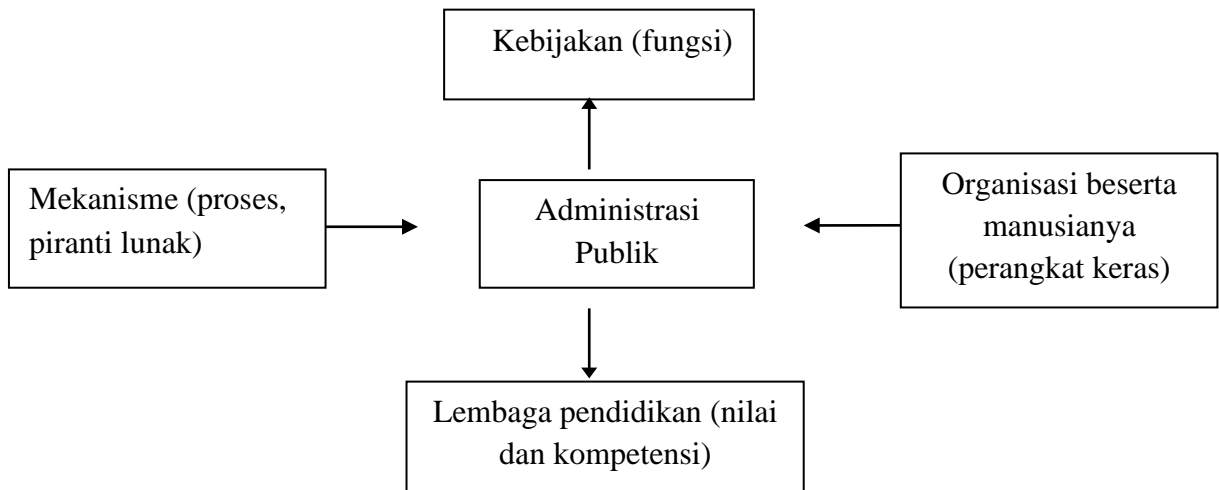 Kebijakan (fungsi)
Mekanisme (proses,
piranti lunak)
Administrasi
Publik
Organisasi beserta
manusianya
(perangkat keras)
Lembaga pendidikan (nilai
dan kompetensi)